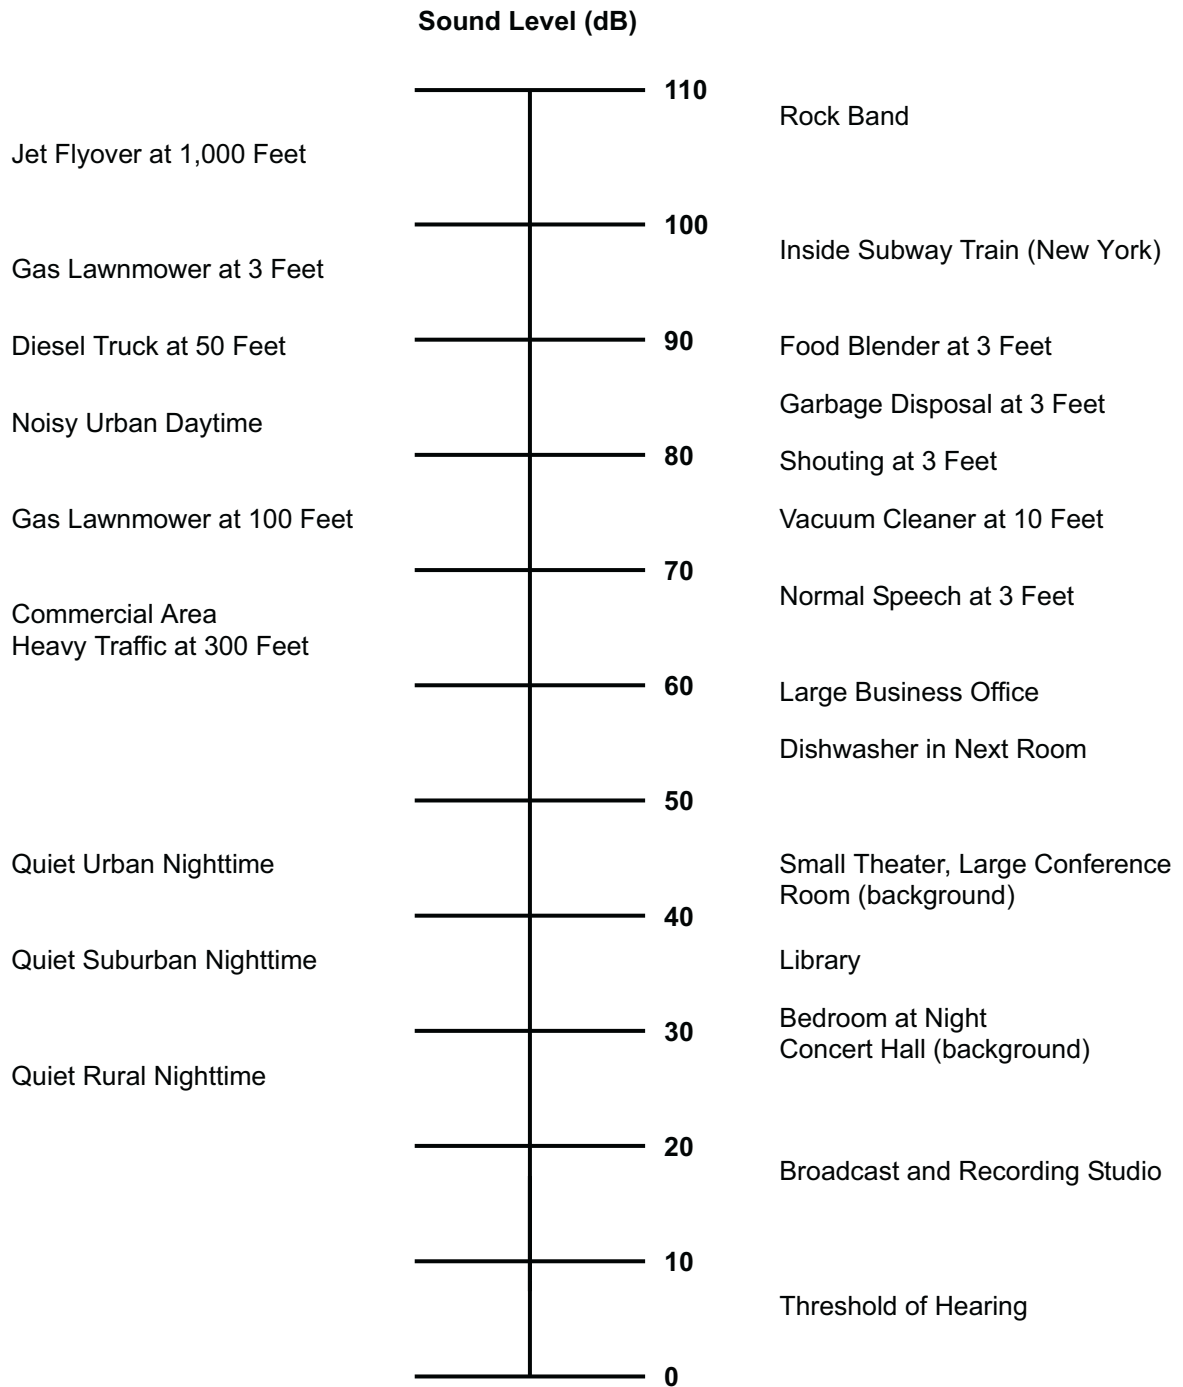 Sound Level (dB)
110
Rock Band
Jet Flyover at 1,000 Feet
100
Inside Subway Train (New York)
Gas Lawnmower at 3 Feet
Diesel Truck at 50 Feet
90
Food Blender at 3 Feet
Garbage Disposal at 3 Feet
Noisy Urban Daytime
80
Shouting at 3 Feet
Gas Lawnmower at 100 Feet
Vacuum Cleaner at 10 Feet
70
Normal Speech at 3 Feet
Commercial Area
Heavy Traffic at 300 Feet
60
Large Business Office
Dishwasher in Next Room
50
Quiet Urban Nighttime
Small Theater, Large Conference
Room (background)
40
Quiet Suburban Nighttime
Library
30
Bedroom at Night
Concert Hall (background)
Quiet Rural Nighttime
20
Broadcast and Recording Studio
10
Threshold of Hearing
0